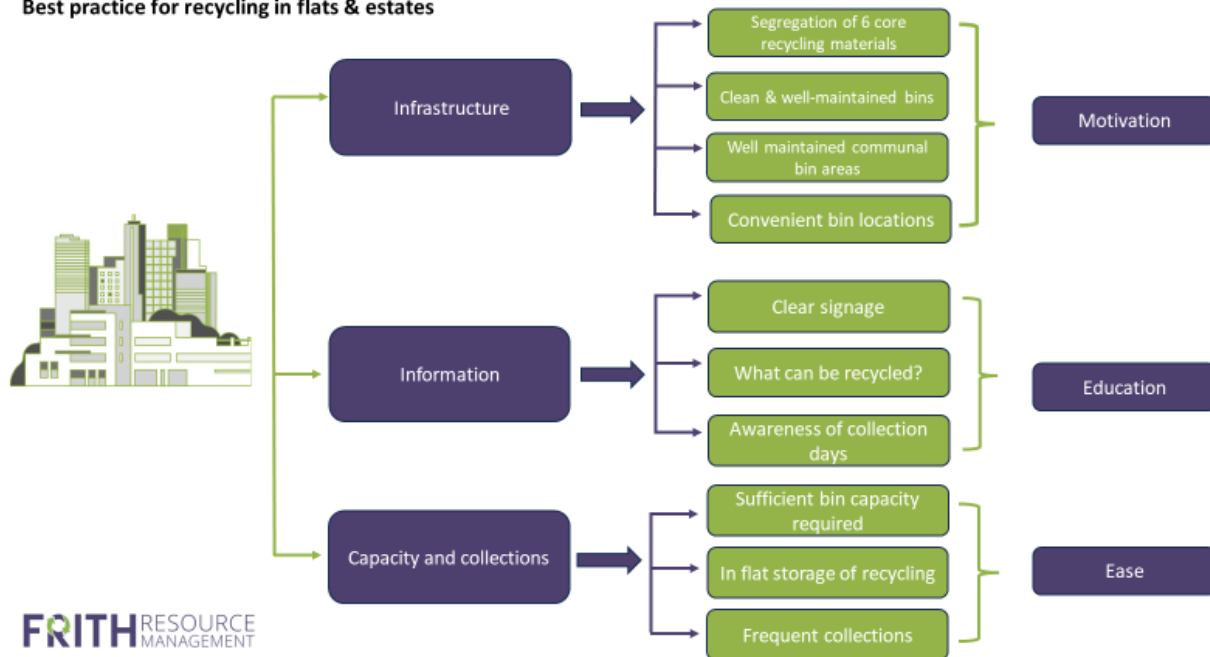 Best practice for recycling in flats & estates
Infrastructure
Segregation of 6 core
recycling materials
Clean & well-maintained bins
Well maintained communal
bin areas
Convenient bin locations
Motivation
Information
Clear signage
What can be recycled?
Awareness of collection
days
Education
Capacity and collections
Sufficient bin capacity
required
In flat storage of recycling
Frequent collections
Ease
FRITH RESOURCE
MANAGEMENT